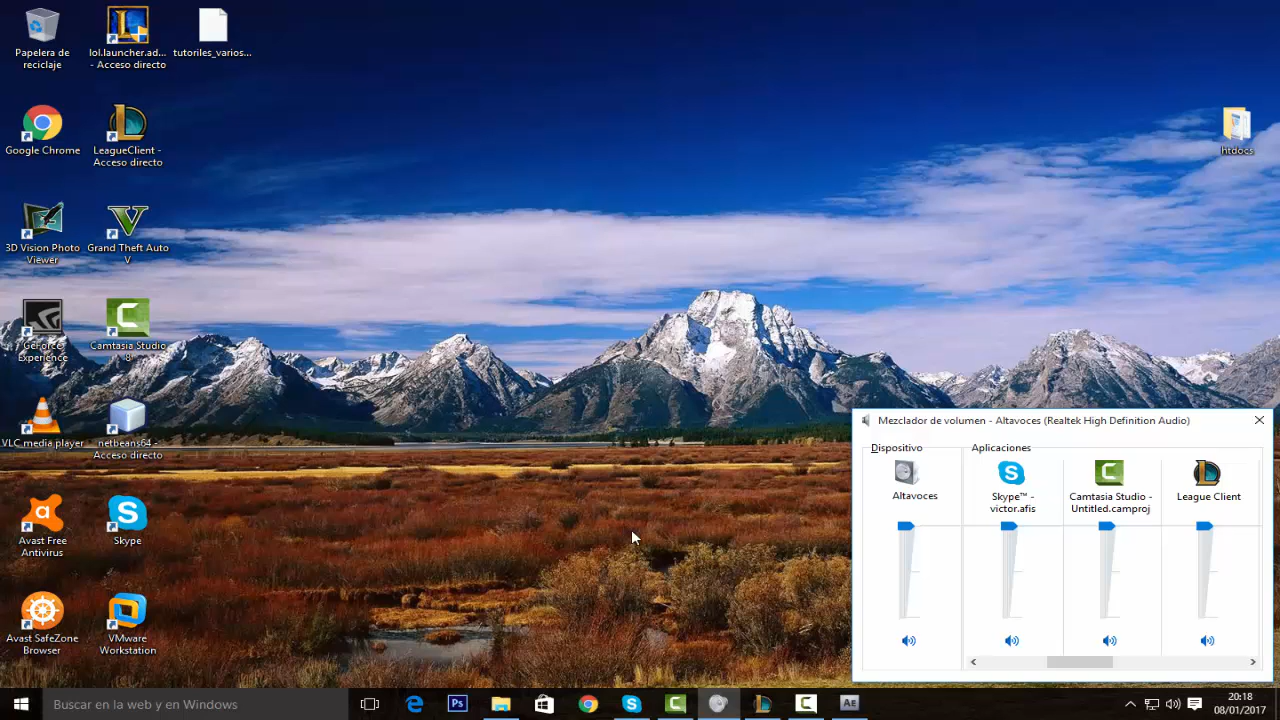 Papelera de
reciclaje
lol.launcher.ad...
- Acceso directo
tutoriles_varios...
Google Chrome
LeagueClient -
Acceso directo
htdocs
3D Vision Photo
Viewer
Grand Theft Auto
V
GeForce
Experience
Camtasia Studio
8
VLC media player
netbeans64 -
Acceso directo
Avast Free
Antivirus
Skype
Avast SafeZone
Browser
VMware
Workstation
Mezclador de volumen - Altavoces (Realtek High Definition Audio)
Dispositivo
Aplicaciones
Altavoces
Skype™ -
victor.afis
Camtasia Studio -
Untitled.camproj
League Client
Buscar en la web y en Windows
Ps
Ae
20:18
08/01/2017